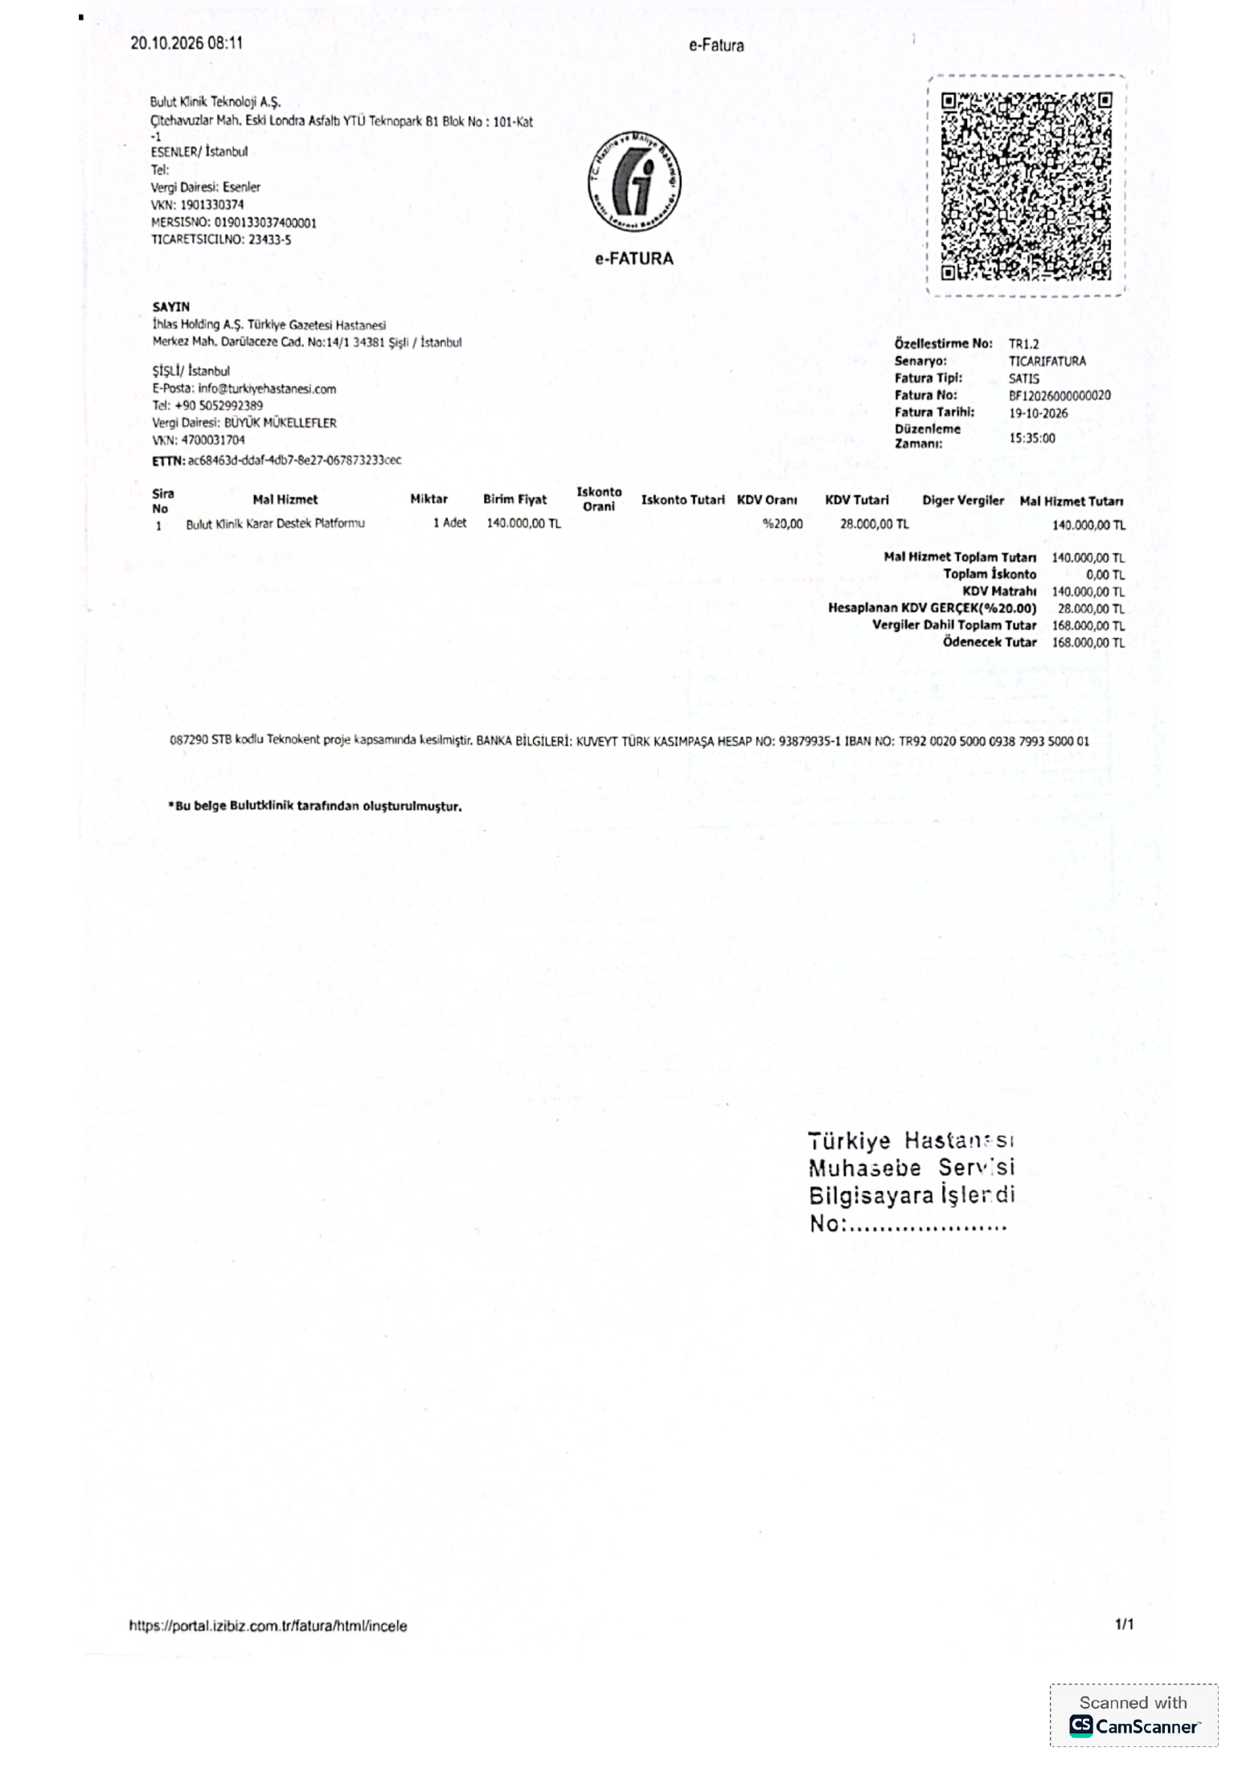 20.10.2026 08:11
e-Fatura
Bulut Klinik Teknoloji A.Ş.
Çitehavuzlar Mah. Eski Londra Asfaltı YTÜ Teknopark B1 Blok No : 101-Kat
-1
ESENLER/ İstanbul
Tel:
Vergi Dairesi: Esenler
VKN: 1901330374
MERSISNO: 0190133037400001
TICARETSICILNO: 23433-5
T.C. Hazine ve Maliye Bakanlığı
e-FATURA
SAYIN
İhlas Holding A.Ş. Türkiye Gazetesi Hastanesi
Merkez Mah. Darülaceze Cad. No:14/1 34381 Şişli / İstanbul
ŞİŞLİ/ İstanbul
E-Posta: info@turkiyehastanesi.com
Tel: +90 5052992389
Vergi Dairesi: BÜYÜK MÜKELLEFLER
VKN: 4700031704
ETTN: ac68463d-ddaf-4db7-8e27-067873233cec
Özellestirme No: TR1.2
Senaryo: TICARIFATURA
Fatura Tipi: SATIS
Fatura No: BF12026000000020
Fatura Tarihi: 19-10-2026
Düzenleme
Zamanı: 15:35:00
Sira No Mal Hizmet Miktar Birim Fiyat Iskonto Orani Iskonto Tutari KDV Oranı KDV Tutari Diger Vergiler Mal Hizmet Tutarı
1 Bulut Klinik Karar Destek Platformu 1 Adet 140.000,00 TL %20,00 28.000,00 TL 140.000,00 TL
Mal Hizmet Toplam Tutarı 140.000,00 TL
Toplam İskonto 0,00 TL
KDV Matrahı 140.000,00 TL
Hesaplanan KDV GERÇEK(%20.00) 28.000,00 TL
Vergiler Dahil Toplam Tutar 168.000,00 TL
Ödenecek Tutar 168.000,00 TL
087290 STB kodlu Teknokent proje kapsamında kesilmiştir. BANKA BİLGİLERİ: KUVEYT TÜRK KASIMPAŞA HESAP NO: 93879935-1 IBAN NO: TR92 0020 5000 0938 7993 5000 01
*Bu belge Bulutklinik tarafından oluşturulmuştur.
Türkiye Hastanesi
Muhasebe Servisi
Bilgisayara İşlendi
No:.....................
https://portal.izibiz.com.tr/fatura/html/incele
1/1
Scanned with
CS CamScanner